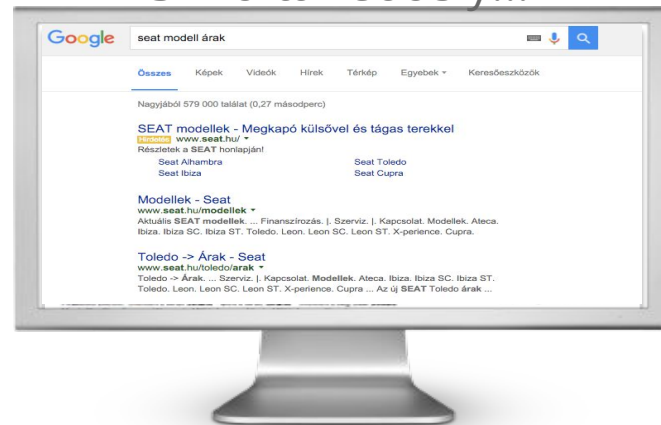 Google seat modell árak
Összes Képek Videók Hírek Térkép Egyebek Keresőeszközök
Nagyjából 579 000 találat (0,27 másodperc)
SEAT modellek - Megkapó külsővel és tágas terekkel
Hirdetés www.seat.hu/
Részletek a SEAT honlapján!
Seat Alhambra Seat Toledo
Seat Ibiza Seat Cupra
Modellek - Seat
www.seat.hu/modellek
Aktuális SEAT modellek. ... Finanszírozás. |. Szerviz. |. Kapcsolat. Modellek. Ateca.
Ibiza. Ibiza SC. Ibiza ST. Toledo. Leon. Leon SC. Leon ST. X-perience. Cupra.
Toledo -> Árak - Seat
www.seat.hu/toledo/arak
Toledo -> Árak. ... Szerviz. |. Kapcsolat. Modellek. Ateca. Ibiza. Ibiza SC. Ibiza ST.
Toledo. Leon. Leon SC. Leon ST. X-perience. Cupra ... Az új SEAT Toledo árak ...